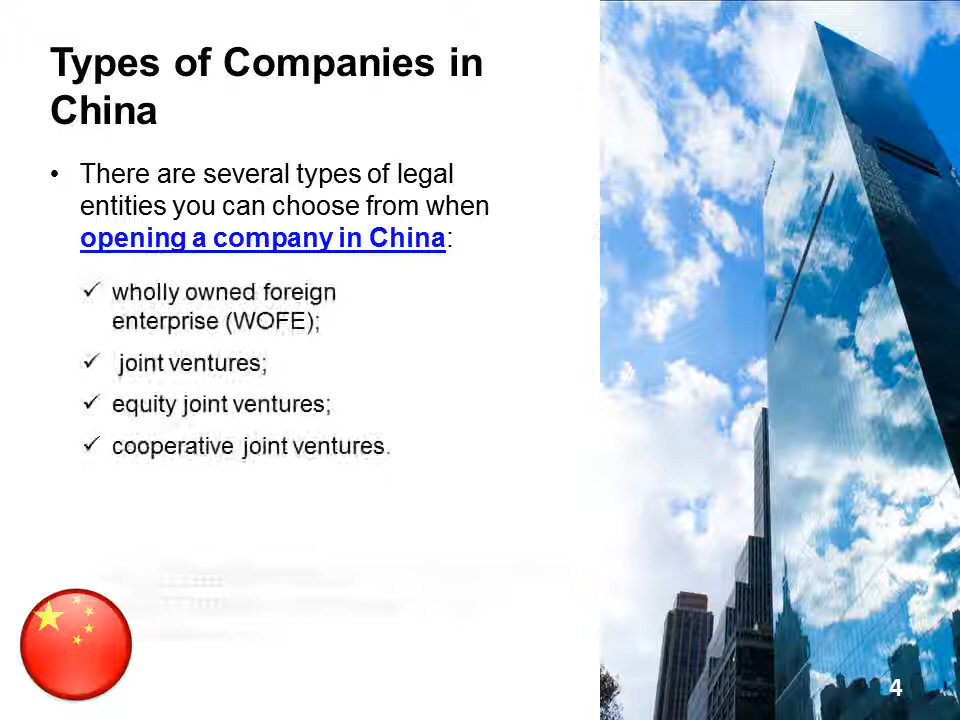 Types of Companies in
China
• There are several types of legal
entities you can choose from when
opening a company in China:
✓ wholly owned foreign
enterprise (WOFE);
✓ joint ventures;
✓ equity joint ventures;
✓ cooperative joint ventures.
4